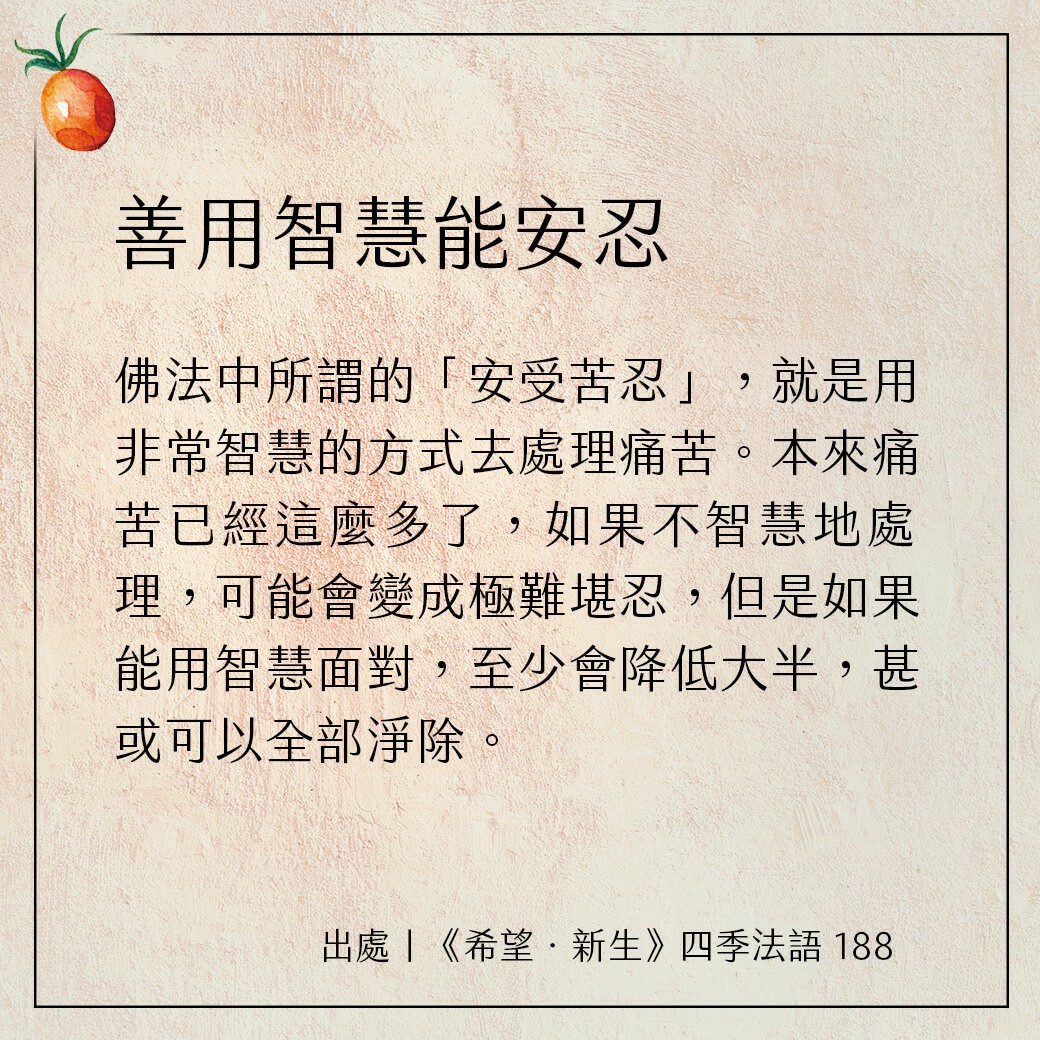 善用智慧能安忍
佛法中所謂的「安受苦忍」，就是用
非常智慧的方式去處理痛苦。本來痛
苦已經這麼多了，如果不智慧地處
理，可能會變成極難堪忍，但是如果
能用智慧面對，至少會降低大半，甚
或可以全部淨除。
出處｜《希望．新生》四季法語 188